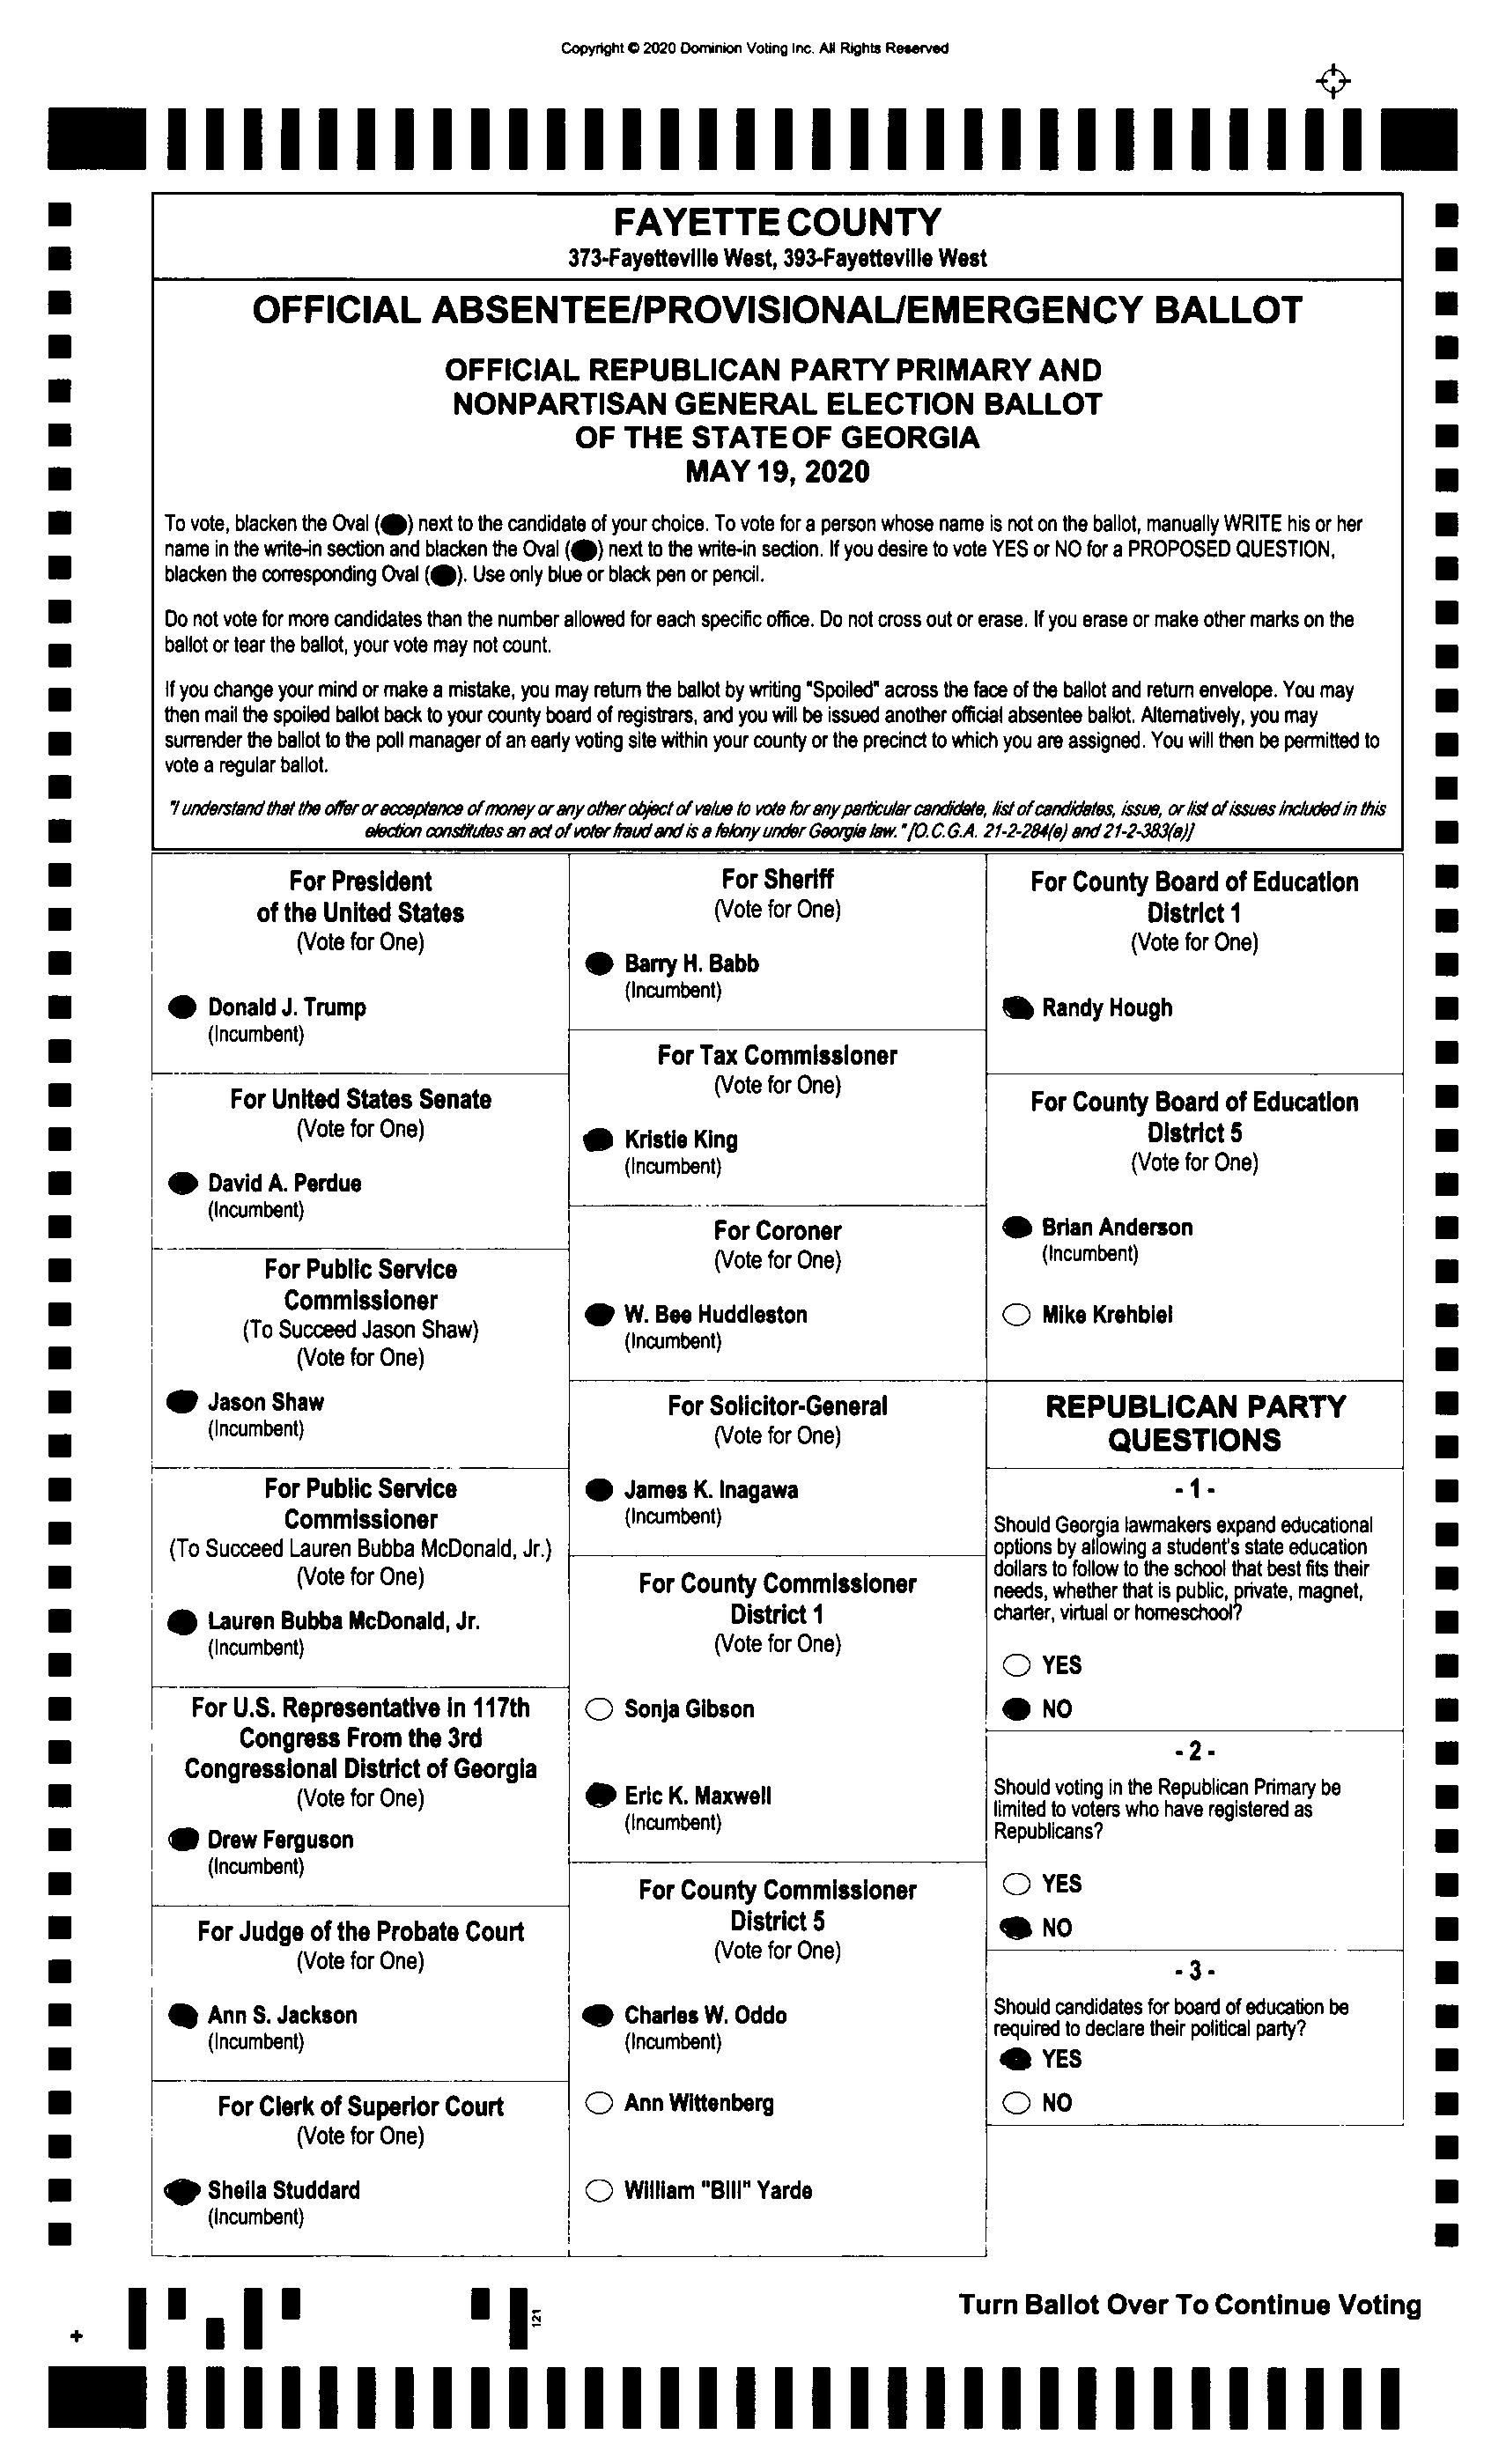 Copyright © 2020 Dominion Voting Inc. All Rights Reserved
FAYETTE COUNTY
373-Fayetteville West, 393-Fayetteville West
OFFICIAL ABSENTEE/PROVISIONAL/EMERGENCY BALLOT
OFFICIAL REPUBLICAN PARTY PRIMARY AND
NONPARTISAN GENERAL ELECTION BALLOT
OF THE STATE OF GEORGIA
MAY 19, 2020
To vote, blacken the Oval (⬬) next to the candidate of your choice. To vote for a person whose name is not on the ballot, manually WRITE his or her
name in the write-in section and blacken the Oval (⬬) next to the write-in section. If you desire to vote YES or NO for a PROPOSED QUESTION,
blacken the corresponding Oval (⬬). Use only blue or black pen or pencil.
Do not vote for more candidates than the number allowed for each specific office. Do not cross out or erase. If you erase or make other marks on the
ballot or tear the ballot, your vote may not count.
If you change your mind or make a mistake, you may return the ballot by writing "Spoiled" across the face of the ballot and return envelope. You may
then mail the spoiled ballot back to your county board of registrars, and you will be issued another official absentee ballot. Alternatively, you may
surrender the ballot to the poll manager of an early voting site within your county or the precinct to which you are assigned. You will then be permitted to
vote a regular ballot.
"I understand that the offer or acceptance of money or any other object of value to vote for any particular candidate, list of candidates, issue, or list of issues included in this
election constitutes an act of voter fraud and is a felony under Georgia law." [O.C.G.A. 21-2-284(e) and 21-2-383(a)]
For President
of the United States
(Vote for One)
Donald J. Trump
(Incumbent)
For United States Senate
(Vote for One)
David A. Perdue
(Incumbent)
For Public Service
Commissioner
(To Succeed Jason Shaw)
(Vote for One)
Jason Shaw
(Incumbent)
For Public Service
Commissioner
(To Succeed Lauren Bubba McDonald, Jr.)
(Vote for One)
Lauren Bubba McDonald, Jr.
(Incumbent)
For U.S. Representative in 117th
Congress From the 3rd
Congressional District of Georgia
(Vote for One)
Drew Ferguson
(Incumbent)
For Judge of the Probate Court
(Vote for One)
Ann S. Jackson
(Incumbent)
For Clerk of Superior Court
(Vote for One)
Sheila Studdard
(Incumbent)
For Sheriff
(Vote for One)
Barry H. Babb
(Incumbent)
For Tax Commissioner
(Vote for One)
Kristie King
(Incumbent)
For Coroner
(Vote for One)
W. Bee Huddleston
(Incumbent)
For Solicitor-General
(Vote for One)
James K. Inagawa
(Incumbent)
For County Commissioner
District 1
(Vote for One)
Sonja Gibson
Eric K. Maxwell
(Incumbent)
For County Commissioner
District 5
(Vote for One)
Charles W. Oddo
(Incumbent)
Ann Wittenberg
William "Bill" Yarde
For County Board of Education
District 1
(Vote for One)
Randy Hough
For County Board of Education
District 5
(Vote for One)
Brian Anderson
(Incumbent)
Mike Krehbiel
REPUBLICAN PARTY
QUESTIONS
- 1 -
Should Georgia lawmakers expand educational
options by allowing a student's state education
dollars to follow to the school that best fits their
needs, whether that is public, private, magnet,
charter, virtual or homeschool?
YES
NO
- 2 -
Should voting in the Republican Primary be
limited to voters who have registered as
Republicans?
YES
NO
- 3 -
Should candidates for board of education be
required to declare their political party?
YES
NO
121
Turn Ballot Over To Continue Voting